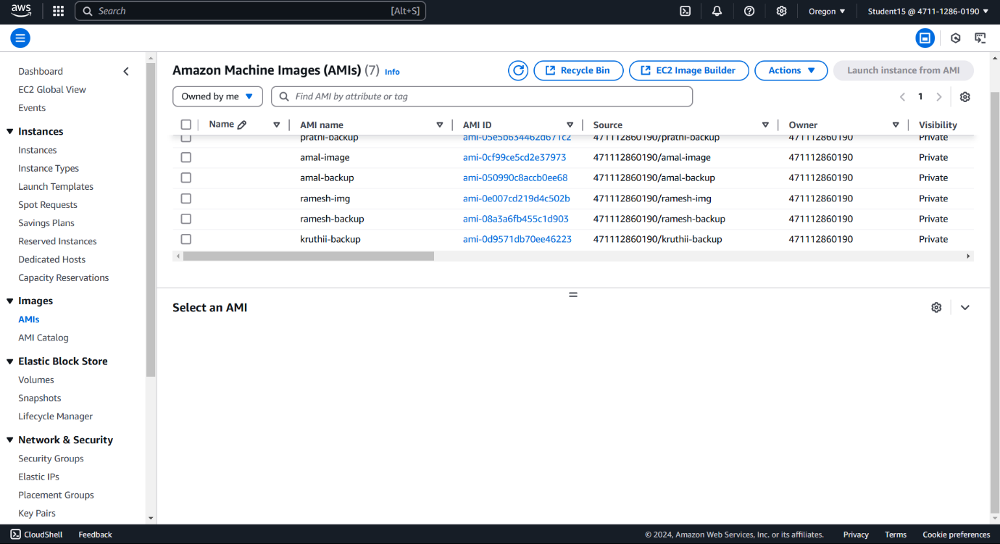 aws Search [Alt+S] Oregon Student15 @ 4711-1286-0190
Dashboard
EC2 Global View
Events
Instances
Instances
Instance Types
Launch Templates
Spot Requests
Savings Plans
Reserved Instances
Dedicated Hosts
Capacity Reservations
Images
AMIs
AMI Catalog
Elastic Block Store
Volumes
Snapshots
Lifecycle Manager
Network & Security
Security Groups
Elastic IPs
Placement Groups
Key Pairs
Amazon Machine Images (AMIs) (7) Info Recycle Bin EC2 Image Builder Actions Launch instance from AMI
Owned by me Find AMI by attribute or tag 1
Name AMI name AMI ID Source Owner Visibility
prathi-backup ami-05e5b634462d671c2 471112860190/prathi-backup 471112860190 Private
amal-image ami-0cf99ce5cd2e37973 471112860190/amal-image 471112860190 Private
amal-backup ami-050990c8accb0ee68 471112860190/amal-backup 471112860190 Private
ramesh-img ami-0e007cd219d4c502b 471112860190/ramesh-img 471112860190 Private
ramesh-backup ami-08a3a6fb455c1d903 471112860190/ramesh-backup 471112860190 Private
kruthii-backup ami-0d9571db70ee46223 471112860190/kruthii-backup 471112860190 Private
Select an AMI
CloudShell Feedback © 2024, Amazon Web Services, Inc. or its affiliates. Privacy Terms Cookie preferences